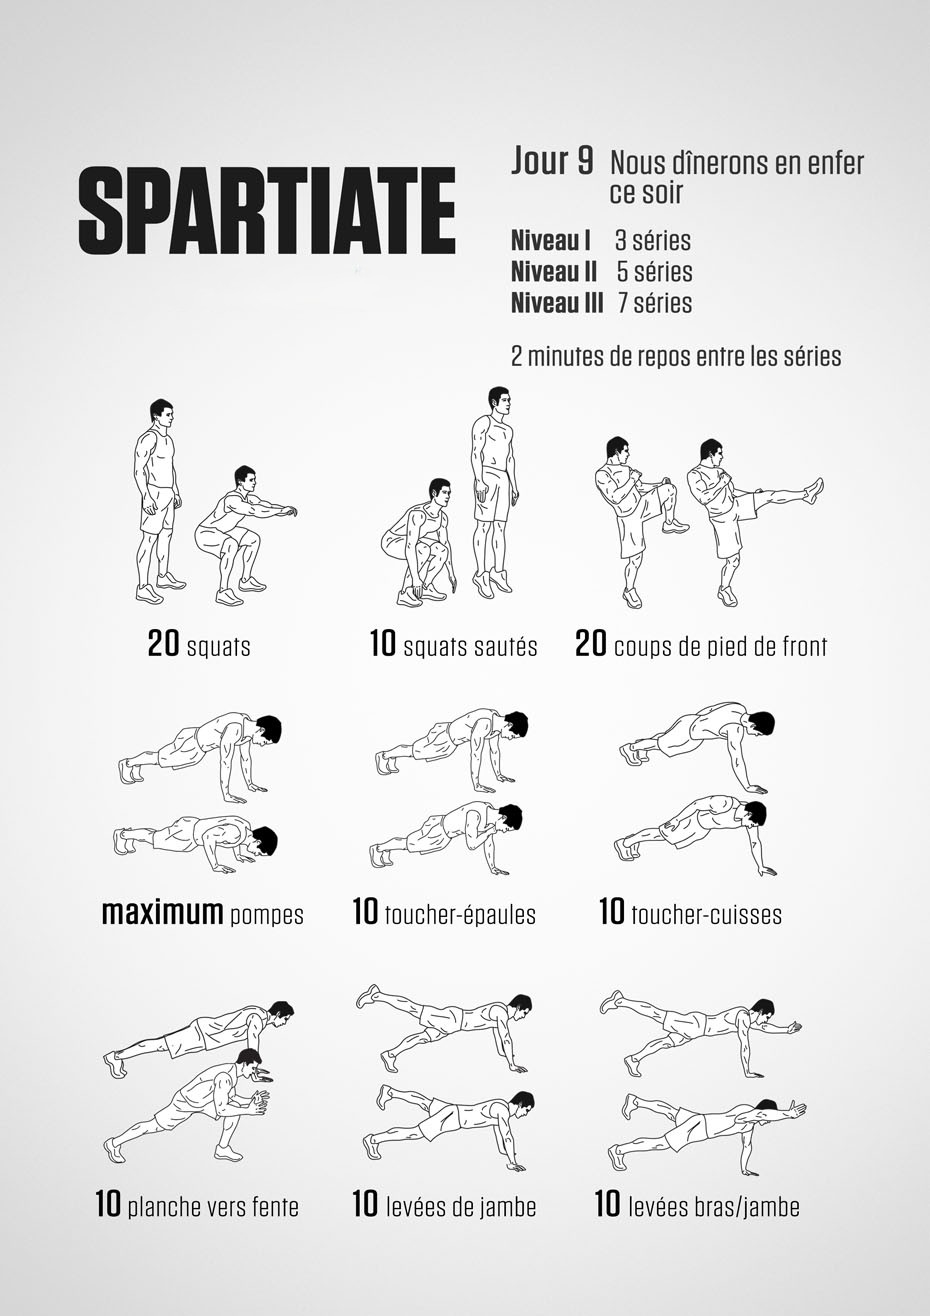 SPARTIATE
Jour 9 Nous dînerons en enfer
ce soir
Niveau I 3 séries
Niveau II 5 séries
Niveau III 7 séries
2 minutes de repos entre les séries
20 squats
10 squats sautés
20 coups de pied de front
maximum pompes
10 toucher-épaules
10 toucher-cuisses
10 planche vers fente
10 levées de jambe
10 levées bras/jambe